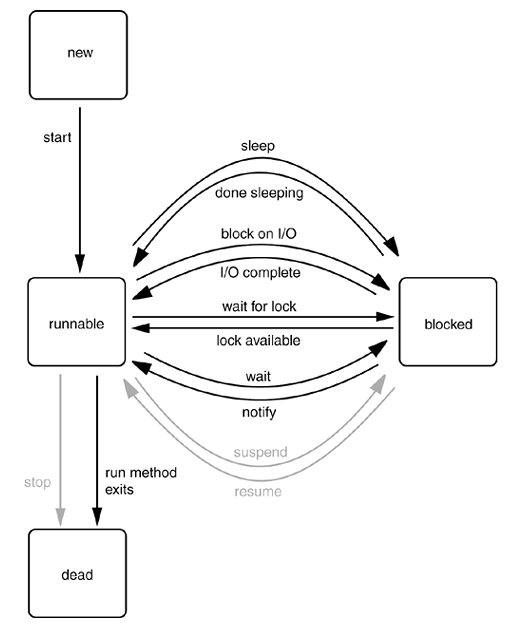 new
start
sleep
done sleeping
block on I/O
I/O complete
wait for lock
runnable
blocked
lock available
wait
notify
suspend
resume
stop
run method
exits
dead